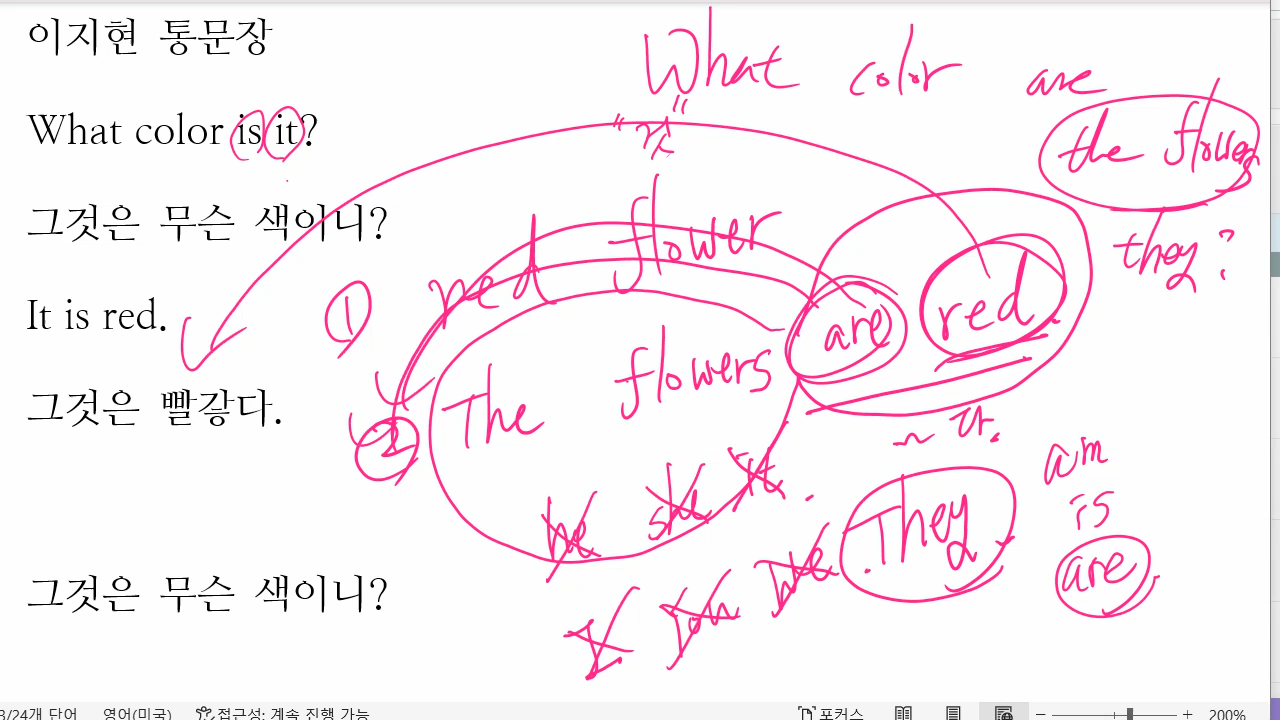 이지현 통문장
What color are
What color is it?
"것"
the flowers
그것은 무슨 색이니?
they?
① red flower
It is red.
are red.
② The flowers
그것은 빨갛다.
~ 다.
am
is
are
he she it
They
I you we
그것은 무슨 색이니?
3/24개 단어 영어(미국) 접근성: 계속 진행 가능 포커스 200%